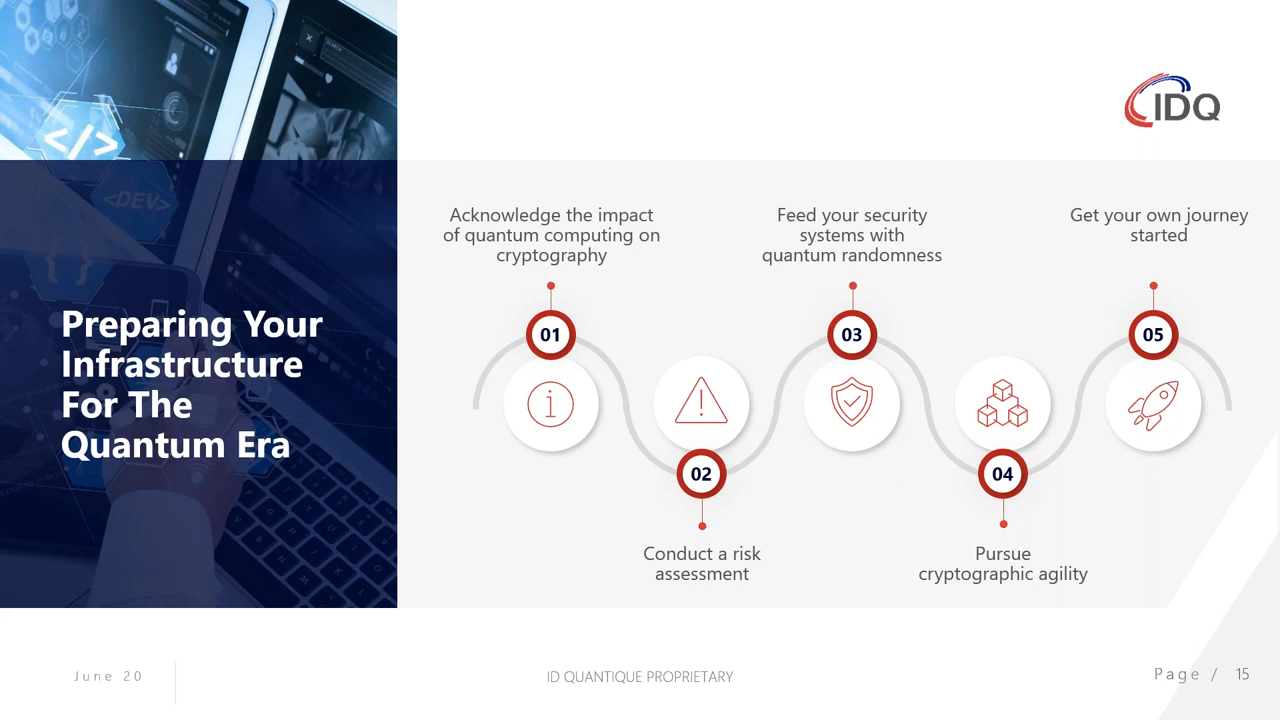 </>
<DEV>
{ }
IDQ
Preparing Your
Infrastructure
For The
Quantum Era
Acknowledge the impact
of quantum computing on
cryptography
01
02
Conduct a risk
assessment
Feed your security
systems with
quantum randomness
03
04
Pursue
cryptographic agility
Get your own journey
started
05
June 20
ID QUANTIQUE PROPRIETARY
Page / 15